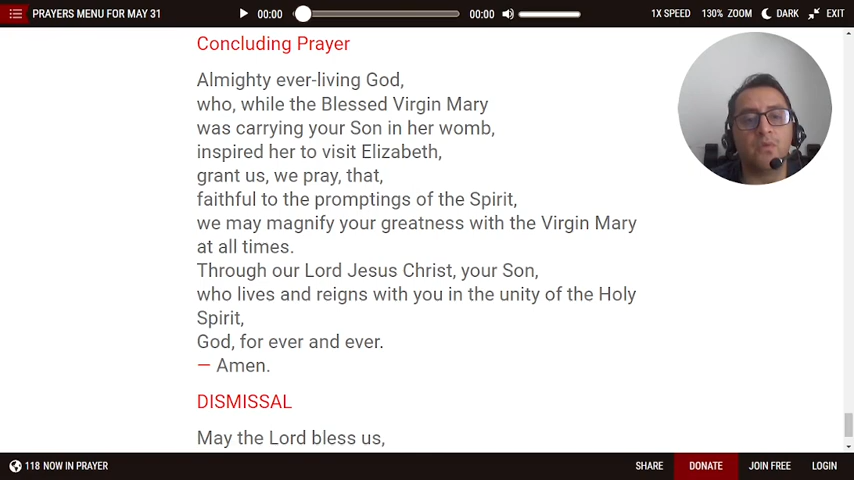 PRAYERS MENU FOR MAY 31 00:00 00:00 1X SPEED 130% ZOOM DARK EXIT
Concluding Prayer
Almighty ever-living God,
who, while the Blessed Virgin Mary
was carrying your Son in her womb,
inspired her to visit Elizabeth,
grant us, we pray, that,
faithful to the promptings of the Spirit,
we may magnify your greatness with the Virgin Mary
at all times.
Through our Lord Jesus Christ, your Son,
who lives and reigns with you in the unity of the Holy
Spirit,
God, for ever and ever.
— Amen.
DISMISSAL
May the Lord bless us,
118 NOW IN PRAYER SHARE DONATE JOIN FREE LOGIN